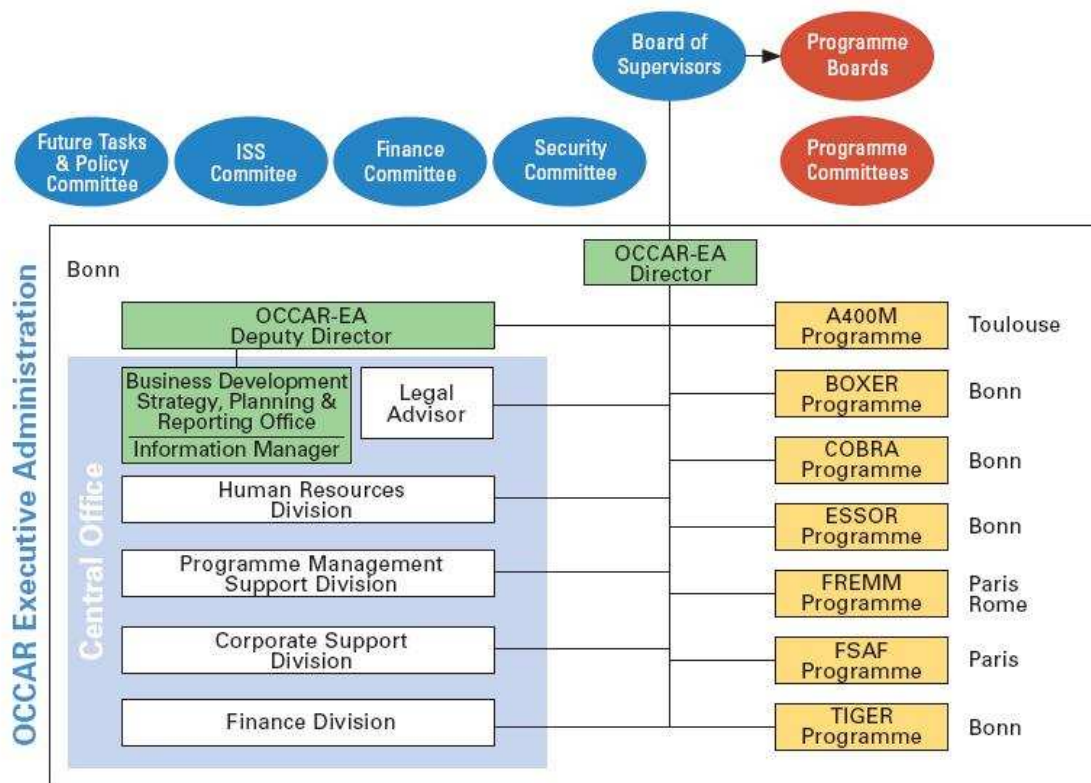 Board of
Supervisors
Programme
Boards
Future Tasks
& Policy
Committee
ISS
Commitee
Finance
Committee
Security
Committee
Programme
Committees
OCCAR Executive Administration
Bonn
OCCAR-EA
Director
OCCAR-EA
Deputy Director
A400M
Programme
Toulouse
Central Office
Business Development
Strategy, Planning &
Reporting Office
Information Manager
Legal
Advisor
BOXER
Programme
Bonn
COBRA
Programme
Bonn
Human Resources
Division
ESSOR
Programme
Bonn
Programme Management
Support Division
FREMM
Programme
Paris
Rome
Corporate Support
Division
FSAF
Programme
Paris
Finance Division
TIGER
Programme
Bonn